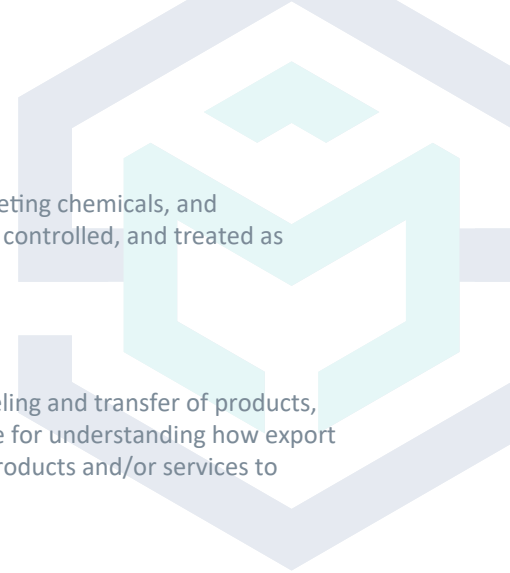 eting chemicals, and
controlled, and treated as
eling and transfer of products,
e for understanding how export
roducts and/or services to